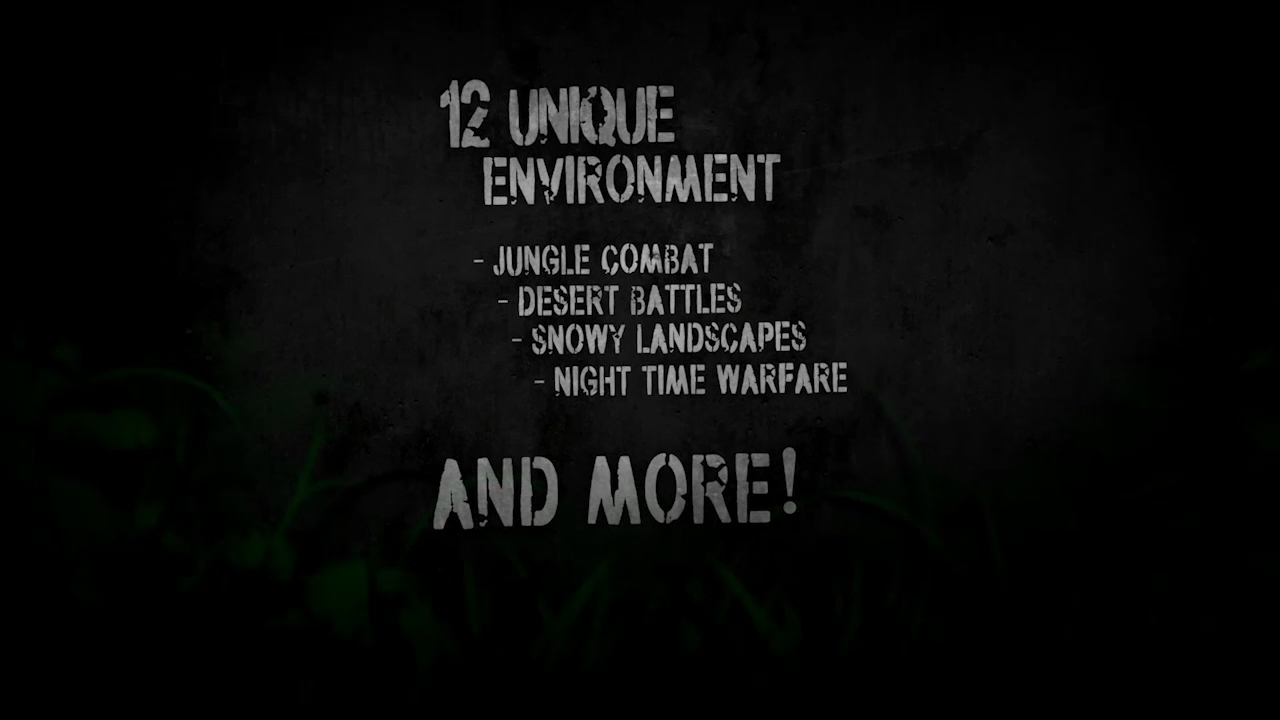 12 UNIQUE
ENVIRONMENT
- JUNGLE COMBAT
- DESERT BATTLES
- SNOWY LANDSCAPES
- NIGHT TIME WARFARE
AND MORE!